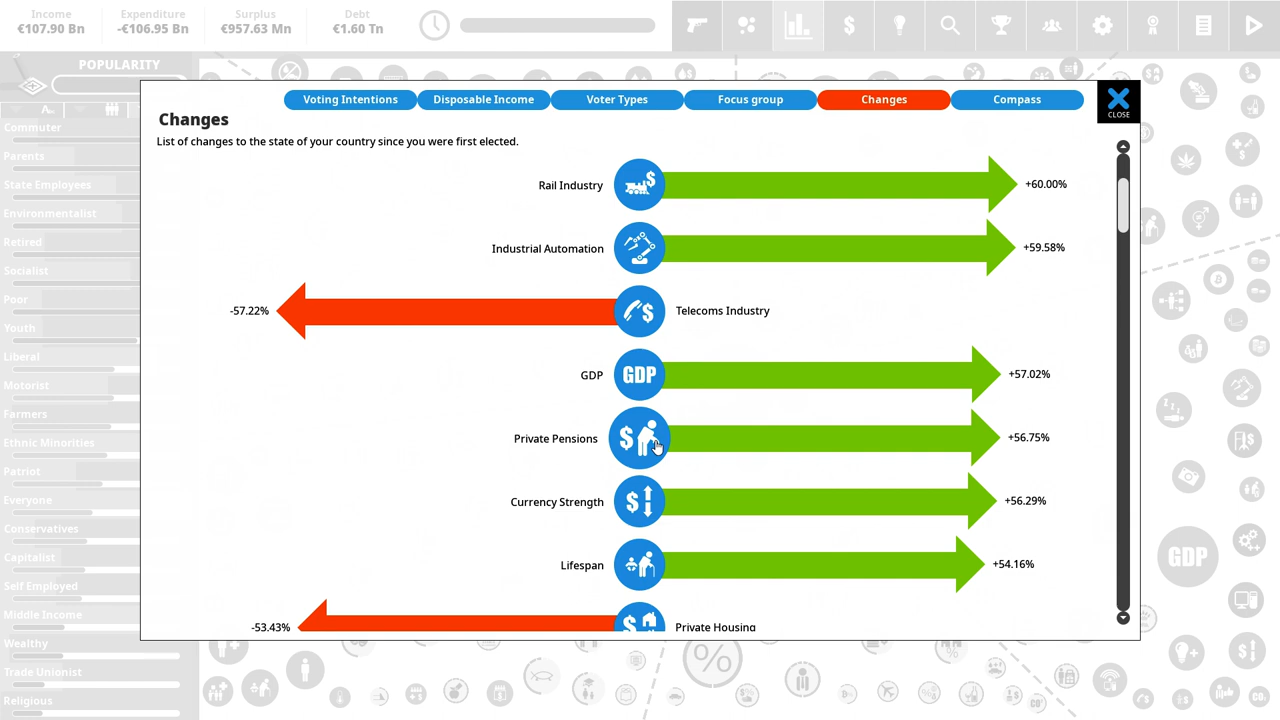 Income
Expenditure
Surplus
Debt
€107.90 Bn
-€106.95 Bn
€957.63 Mn
€1.60 Tn
POPULARITY
Commuter
Parents
State Employees
Environmentalist
Retired
Socialist
Poor
Youth
Liberal
Motorist
Farmers
Ethnic Minorities
Patriot
Everyone
Conservatives
Capitalist
Self Employed
Middle Income
Wealthy
Trade Unionist
Religious
Voting Intentions
Disposable Income
Voter Types
Focus group
Changes
Compass
CLOSE
Changes
List of changes to the state of your country since you were first elected.
Rail Industry
+60.00%
Industrial Automation
+59.58%
-57.22%
Telecoms Industry
GDP
GDP
+57.02%
Private Pensions
+56.75%
Currency Strength
+56.29%
Lifespan
+54.16%
-53.43%
Private Housing
GDP